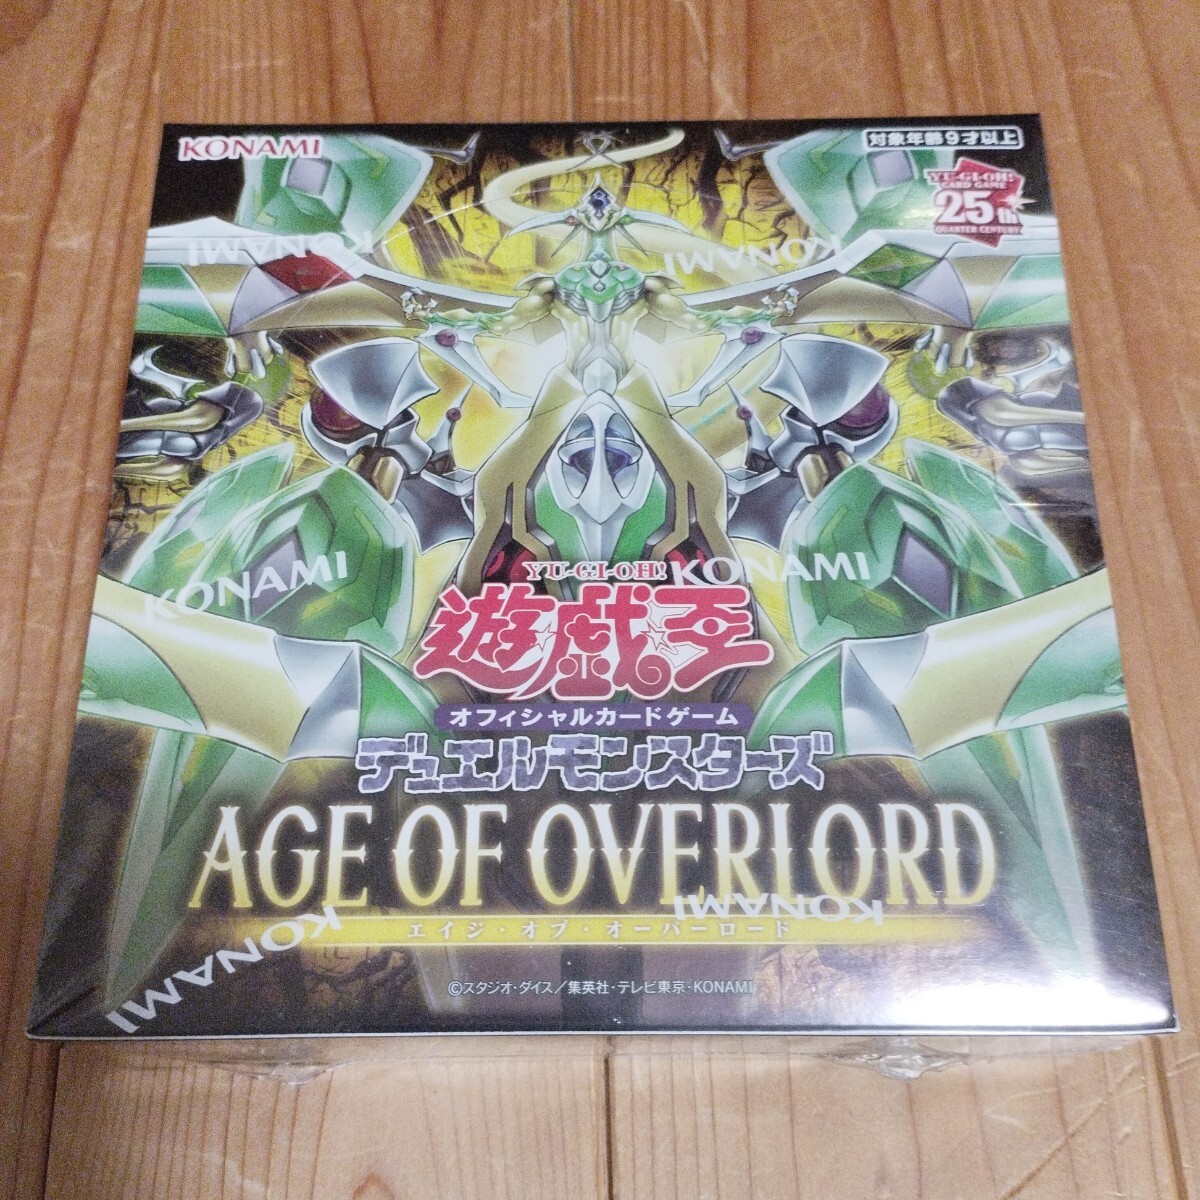 KONAMI
対象年齢9才以上
YU-GI-OH!
CARD GAME
25th
QUARTER CENTURY
KONAMI
KONAMI
KONAMI
KONAMI
KONAMI
KONAMI
YU-GI-OH!
遊☆戯☆王
オフィシャルカードゲーム
デュエルモンスターズ
AGE OF OVERLORD
エイジ・オブ・オーバーロード
KONAMI
KONAMI
KONAMI
KONAMI
©スタジオ・ダイス/集英社・テレビ東京・KONAMI